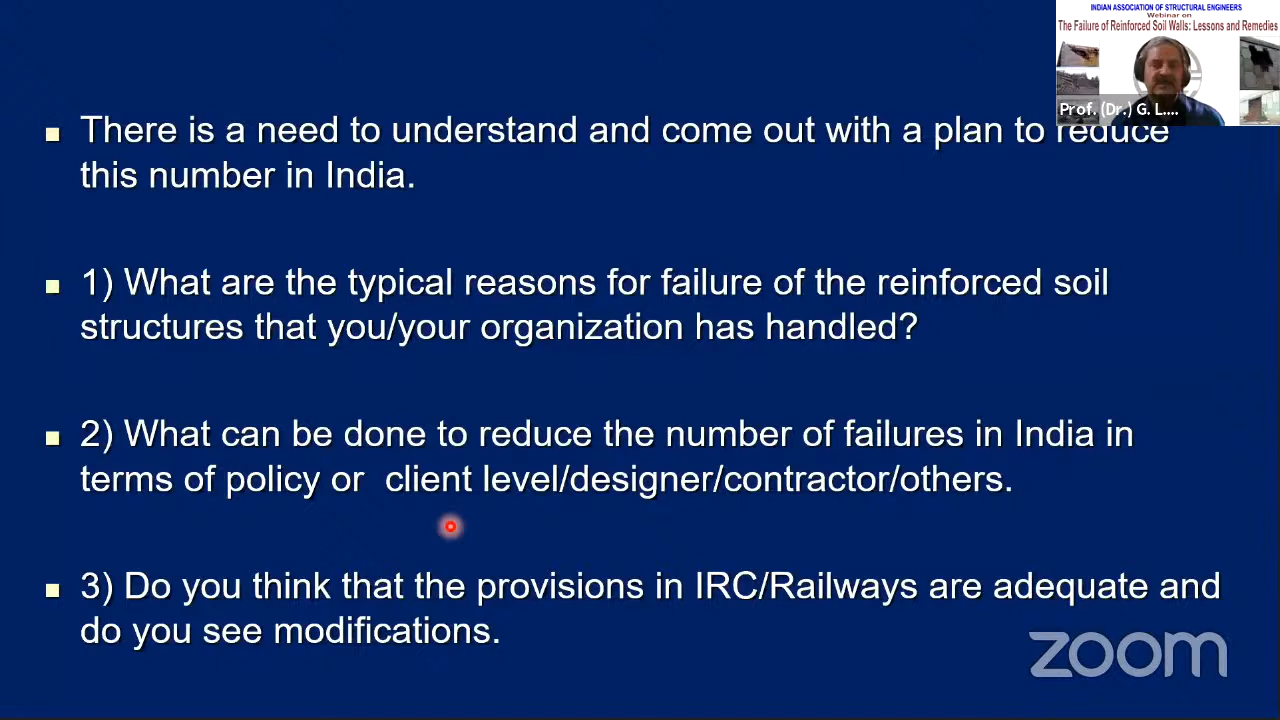 INDIAN ASSOCIATION OF STRUCTURAL ENGINEERS
Webinar on
The Failure of Reinforced Soil Walls: Lessons and Remedies
Prof. (Dr.) G. L....
There is a need to understand and come out with a plan to reduce
this number in India.
1) What are the typical reasons for failure of the reinforced soil
structures that you/your organization has handled?
2) What can be done to reduce the number of failures in India in
terms of policy or client level/designer/contractor/others.
3) Do you think that the provisions in IRC/Railways are adequate and
do you see modifications.
zoom